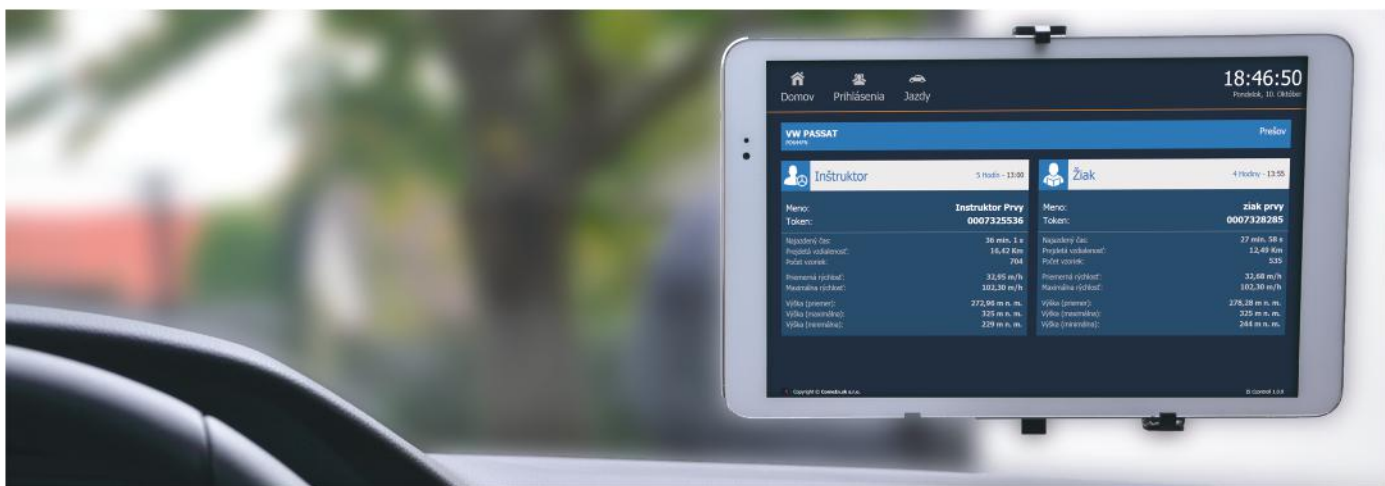 Domov Prihlásenia Jazdy
18:46:50
Pondelok, 10. Október
VW PASSAT
Prešov
Inštruktor
5 Hodín - 13:00
Žiak
4 Hodiny - 13:55
Meno: Instruktor Prvy
Token: 0007325536
Najazdený čas: 36 min. 1 s
Prejdetá vzdialenosť: 16,42 Km
Počet vzoriek: 704
Priemerná rýchlosť: 32,95 m/h
Maximálna rýchlosť: 102,30 m/h
Výška (priemer): 272,96 m n. m.
Výška (maximálna): 325 m n. m.
Výška (minimálna): 229 m n. m.
Meno: ziak prvy
Token: 0007328285
Najazdený čas: 27 min. 58 s
Prejdetá vzdialenosť: 12,49 Km
Počet vzoriek: 535
Priemerná rýchlosť: 32,68 m/h
Maximálna rýchlosť: 102,30 m/h
Výška (priemer): 278,28 m n. m.
Výška (maximálna): 325 m n. m.
Výška (minimálna): 244 m n. m.
Copyright ©